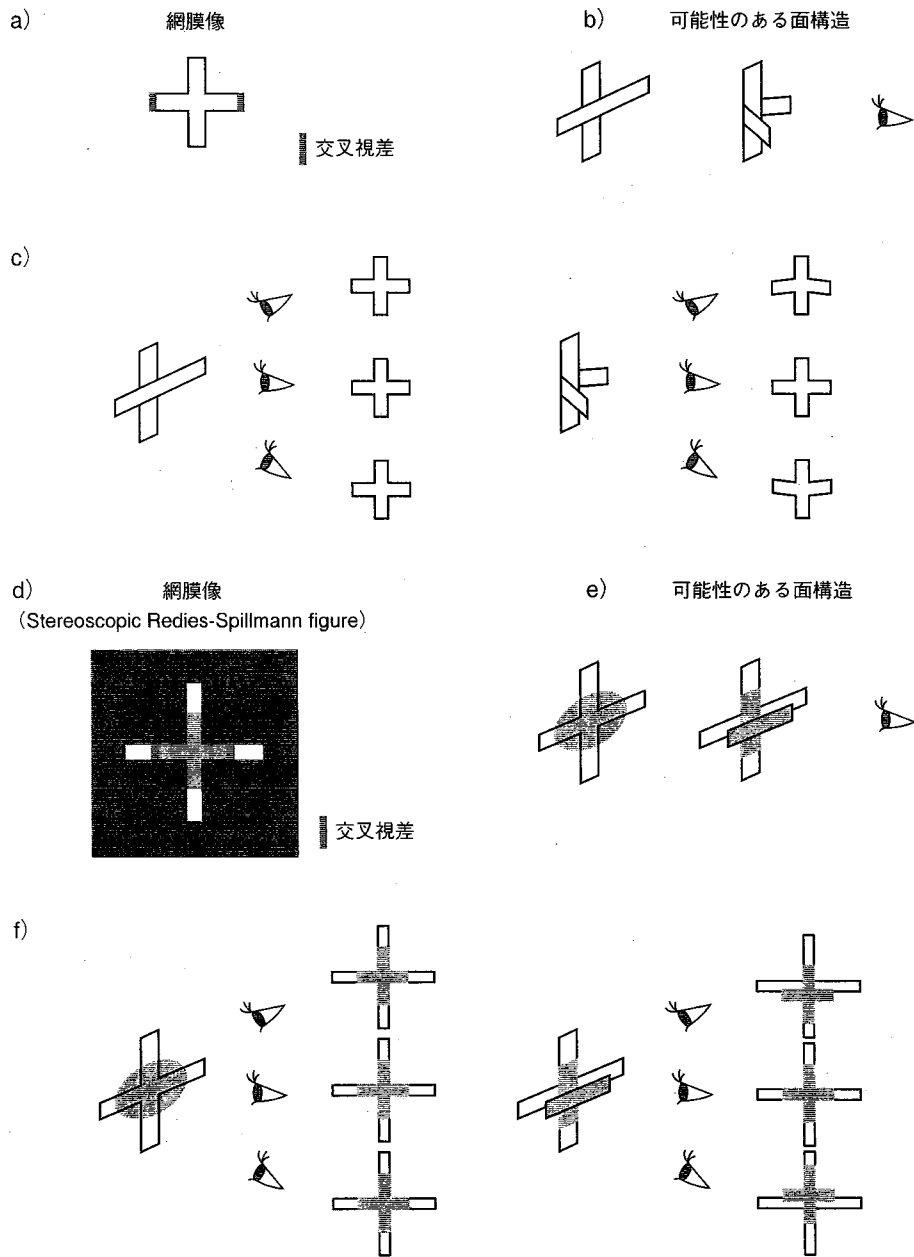 a)
網膜像
交叉視差
b)
可能性のある面構造
c)
d)
網膜像
(Stereoscopic Redies-Spillmann figure)
交叉視差
e)
可能性のある面構造
f)